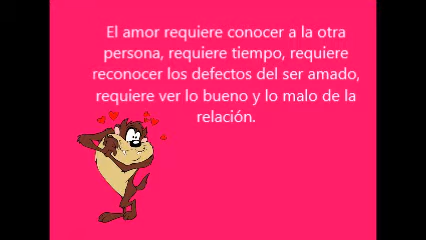 El amor requiere conocer a la otra
persona, requiere tiempo, requiere
reconocer los defectos del ser amado,
requiere ver lo bueno y lo malo de la
relación.